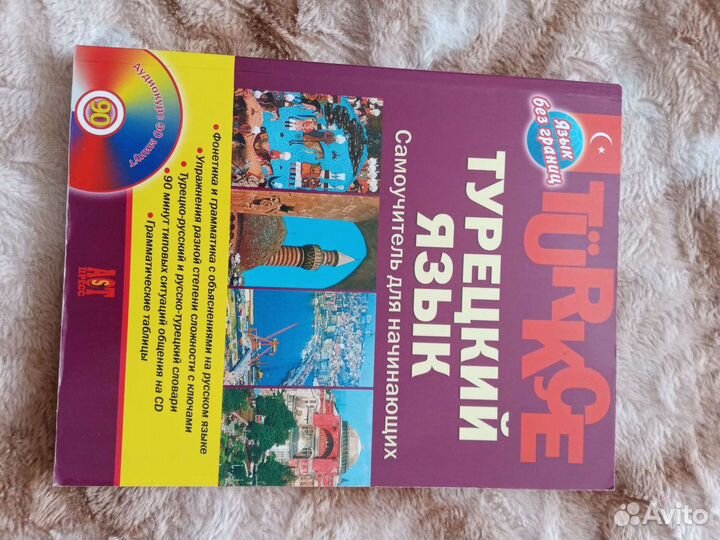 Язык
без границ
TÜRKÇE
ТУРЕЦКИЙ
ЯЗЫК
Самоучитель для начинающих
• Фонетика и грамматика с объяснениями на русском языке
• Упражнения разной степени сложности с ключами
• Турецко-русский и русско-турецкий словари
• 90 минут типовых ситуаций общения на CD
• Грамматические таблицы
Аудиокурс 90 минут
90
AST
ПРЕСС
Avito